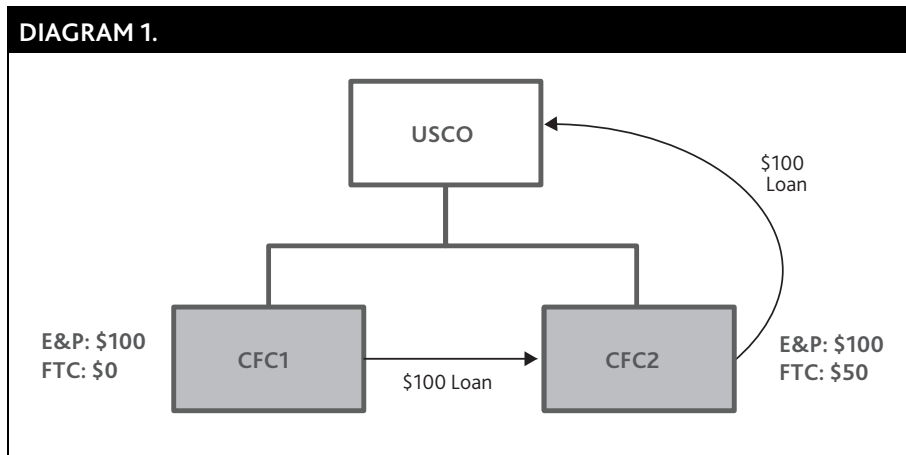 DIAGRAM 1.
USCO
$100
Loan
E&P: $100
FTC: $0
CFC1
$100 Loan
CFC2
E&P: $100
FTC: $50